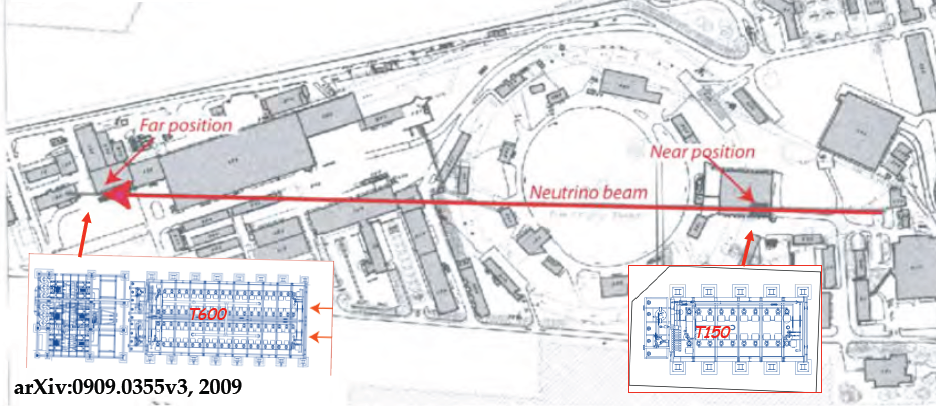 Far position
Near position
Neutrino beam
T600
T150
arXiv:0909.0355v3, 2009